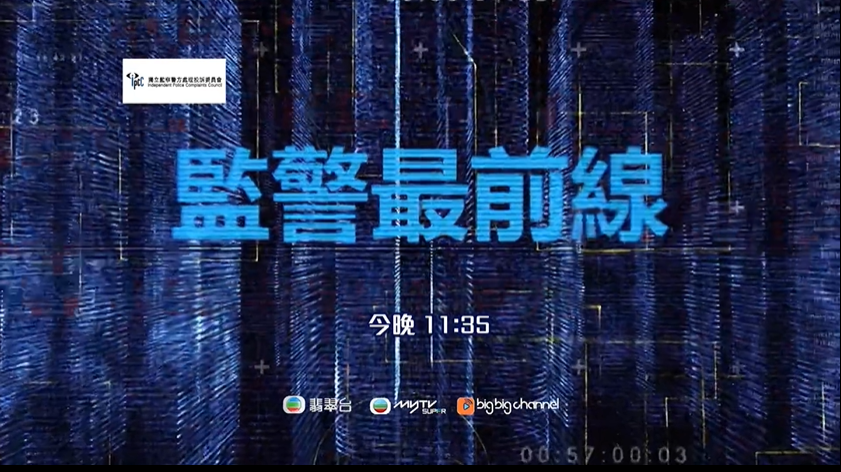 IPCC 獨立監察警方處理投訴委員會
Independent Police Complaints Council
23
監警最前線
今晚 11:35
翡翠台 myTV SUPER big big channel
00:57:00:03